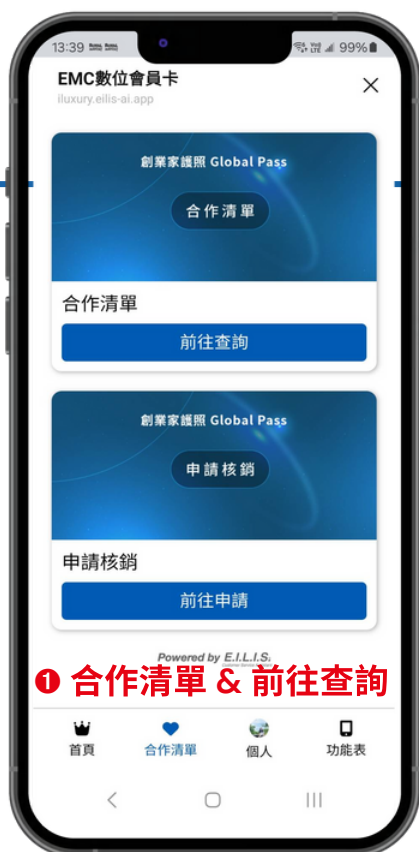 13:39
99%
EMC數位會員卡
iluxury.eilis-ai.app
創業家護照 Global Pass
合作清單
合作清單
前往查詢
創業家護照 Global Pass
申請核銷
申請核銷
前往申請
Powered by E.I.L.I.S.
❶ 合作清單 & 前往查詢
首頁
合作清單
個人
功能表